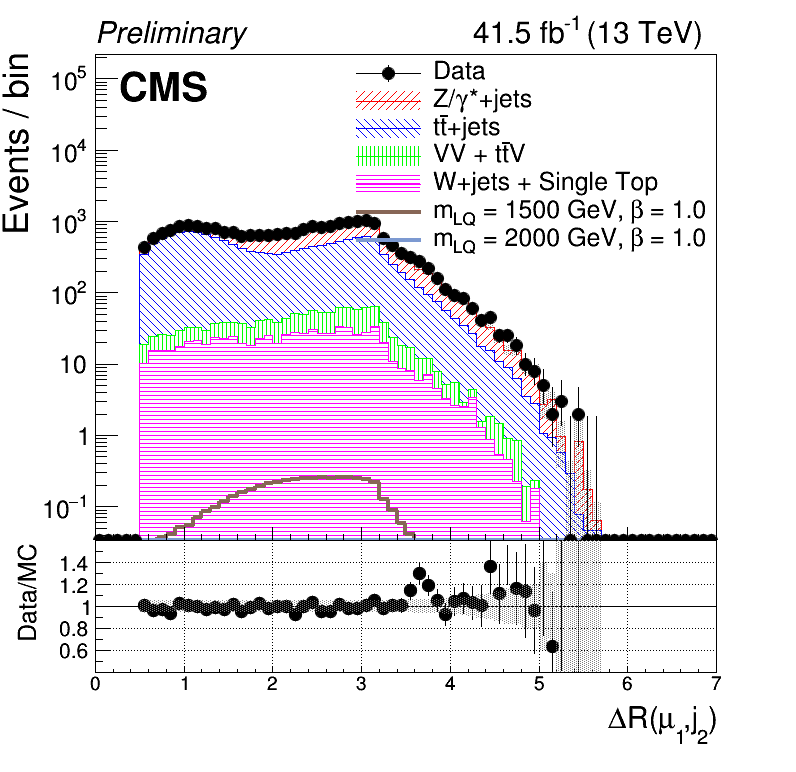 Preliminary 41.5 fb⁻¹ (13 TeV)
CMS
Events / bin
10⁵
10⁴
10³
10²
10
1
10⁻¹
Data
Z/γ*+jets
tt̄+jets
VV + tt̄V
W+jets + Single Top
m_LQ = 1500 GeV, β = 1.0
m_LQ = 2000 GeV, β = 1.0
Data/MC
1.4
1.2
1
0.8
0.6
0 1 2 3 4 5 6 7
ΔR(μ₁,j₂)